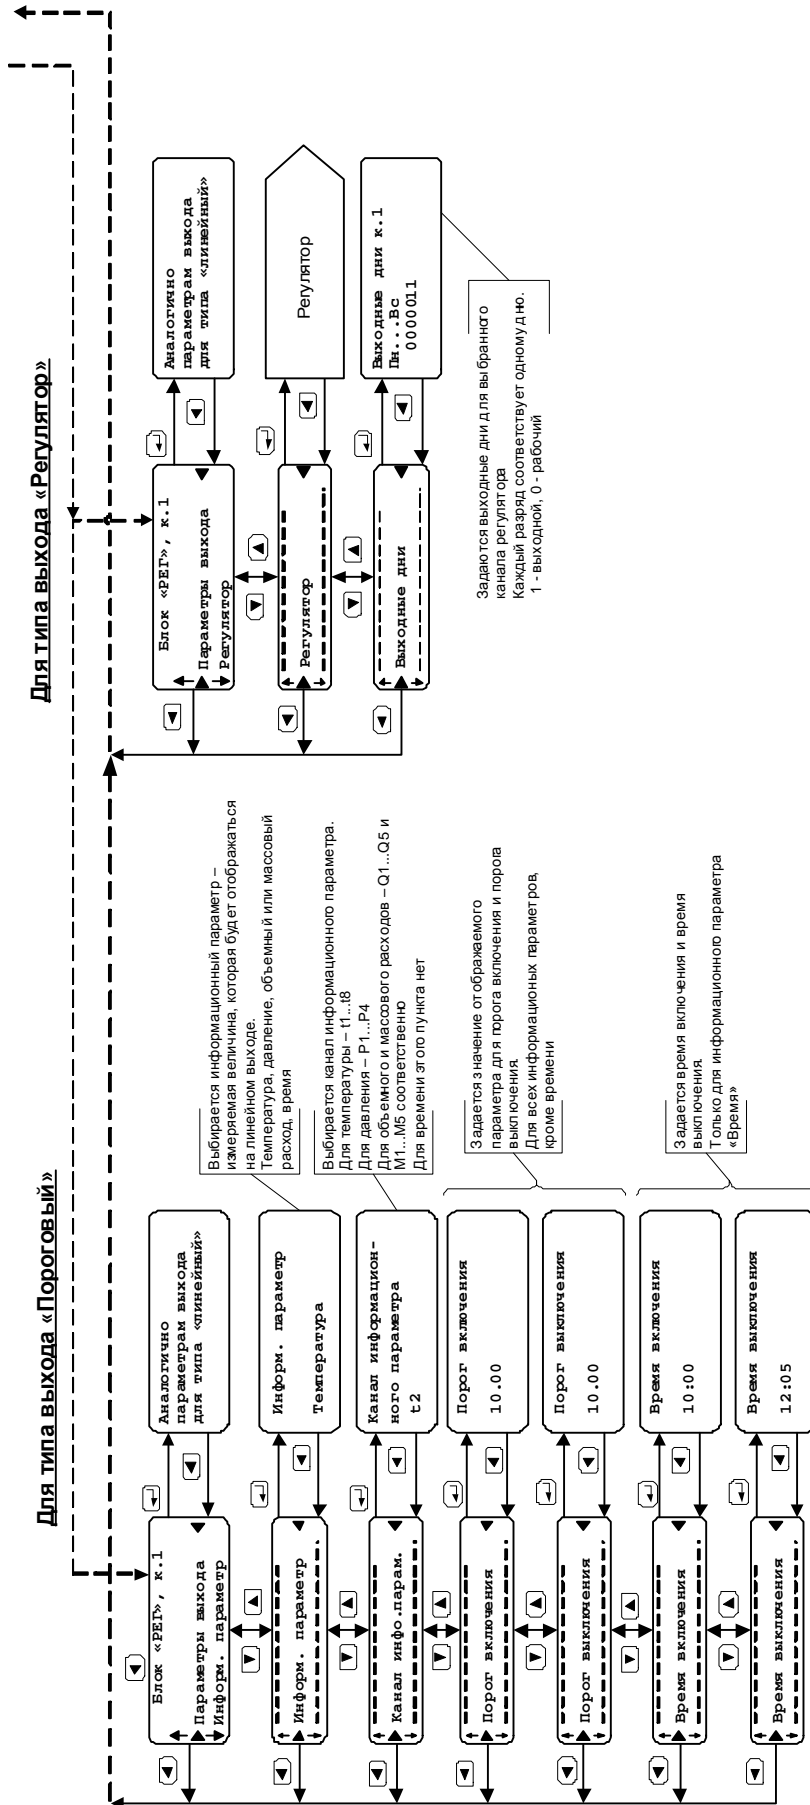 Для типа выхода «Пороговый»
Блок «РЕГ», к.1
Параметры выхода
Информ. параметр
Аналогично
параметрам выхода
для типа «линейный»
Информ. параметр
Информ. параметр
Температура
Выбирается информационный параметр –
измеряемая величина, которая будет отображаться
на линейном выходе.
Температура, давление, объемный или массовый
расход, время
Канал инфо.парам.
Канал информацион-
ного параметра
t2
Выбирается канал информационного параметра.
Для температуры – t1...t8
Для давления – P1...P4
Для объемного и массового расходов – Q1...Q5 и
M1...M5 соответственно
Для времени этого пункта нет
Порог включения
Порог включения
10.00
Порог выключения
Порог выключения
10.00
Задается значение отображаемого
параметра для порога включения и порога
выключения.
Для всех информационых параметров,
кроме времени
Время включения
Время включения
10:00
Время выключения
Время выключения
12:05
Задается время включения и время
выключения.
Только для информационного параметра
«Время»
Для типа выхода «Регулятор»
Блок «РЕГ», к.1
Параметры выхода
Регулятор
Аналогично
параметрам выхода
для типа «линейный»
Регулятор
Регулятор
Выходные дни
Выходные дни к.1
Пн...Вс
0000011
Задаются выходные дни для выбранного
канала регулятора
Каждый разряд соответствует одному дню.
1 - выходной, 0 - рабочий